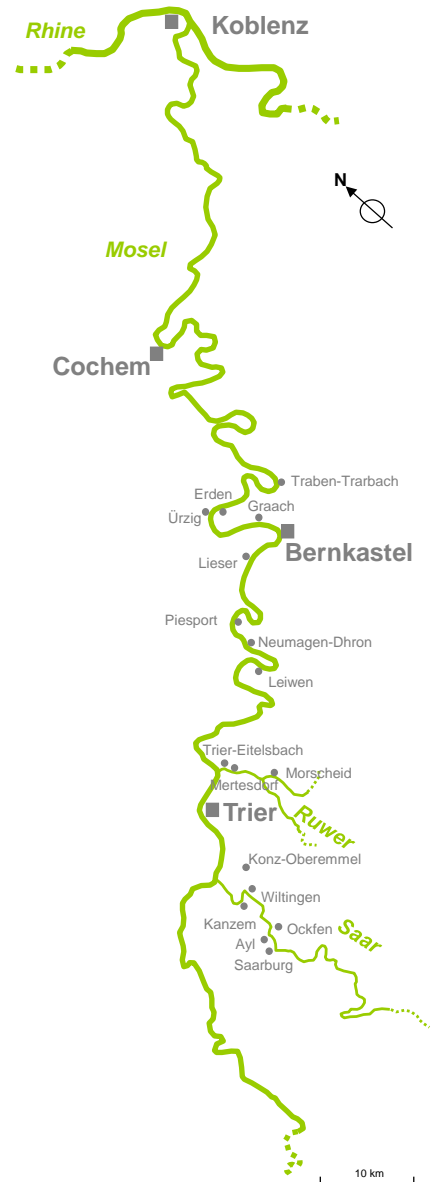 Koblenz
Rhine
N
Mosel
Cochem
Traben-Trarbach
Erden
Graach
Ürzig
Bernkastel
Lieser
Piesport
Neumagen-Dhron
Leiwen
Trier-Eitelsbach
Morscheid
Mertesdorf
Trier
Ruwer
Konz-Oberemmel
Wiltingen
Kanzem
Ockfen
Saar
Ayl
Saarburg
10 km